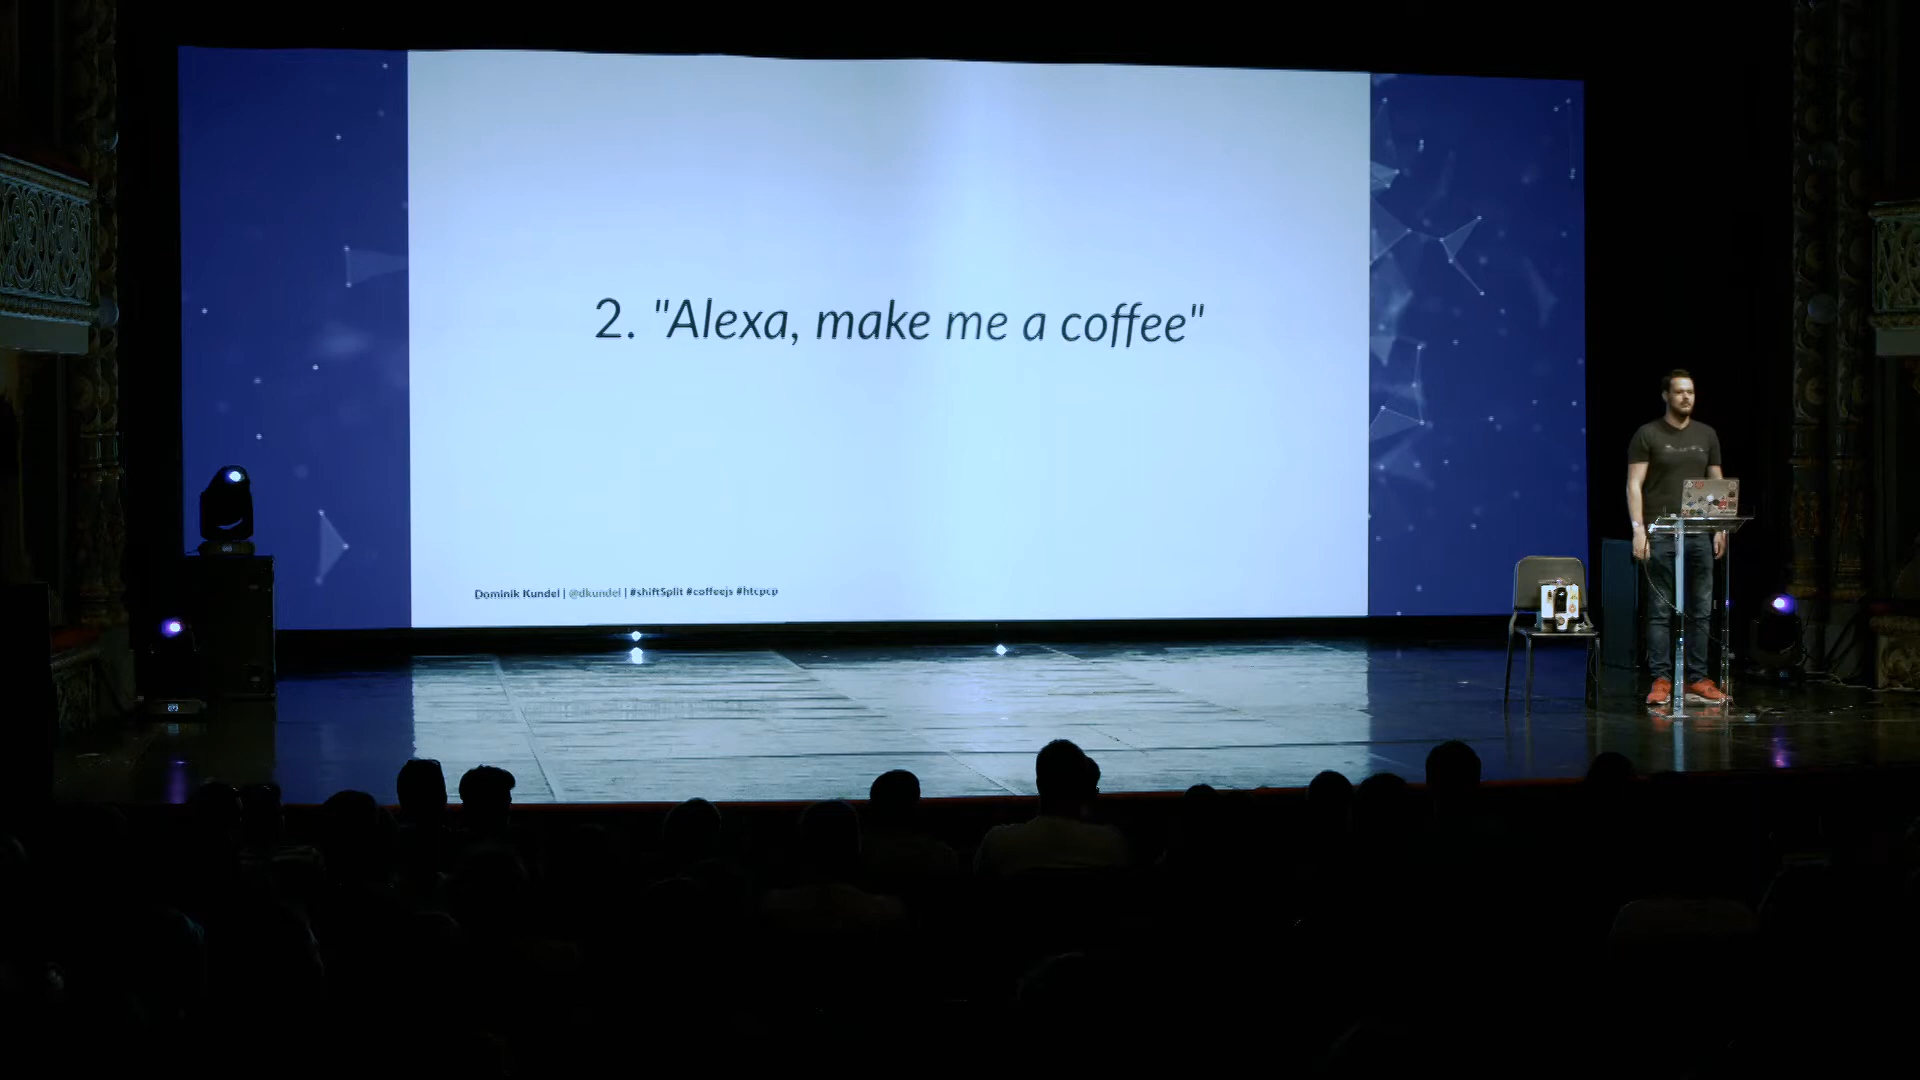 2. "Alexa, make me a coffee"
Dominik Kundel | @dkundel | #shiftSplit #coffeejs #htcpcp